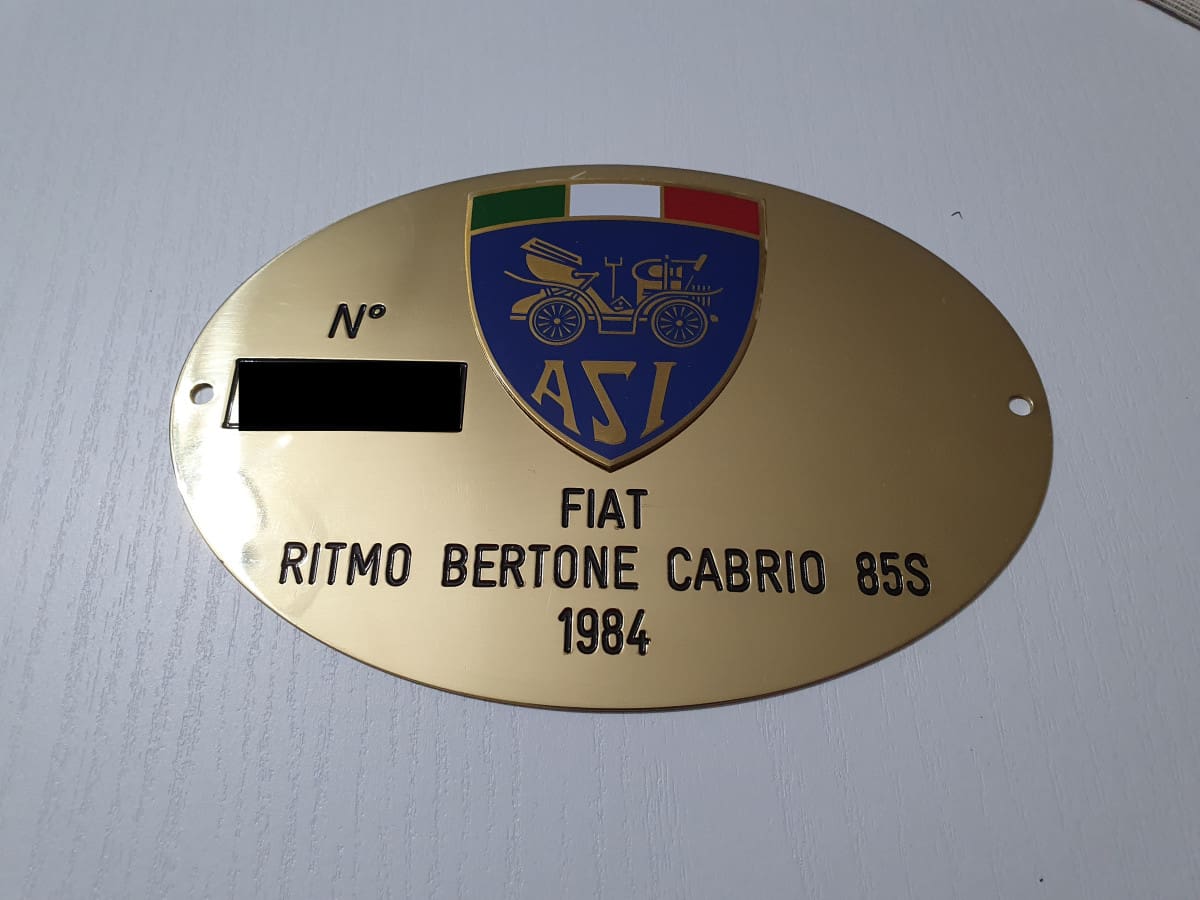 ASI
N°
FIAT
RITMO BERTONE CABRIO 85S
1984